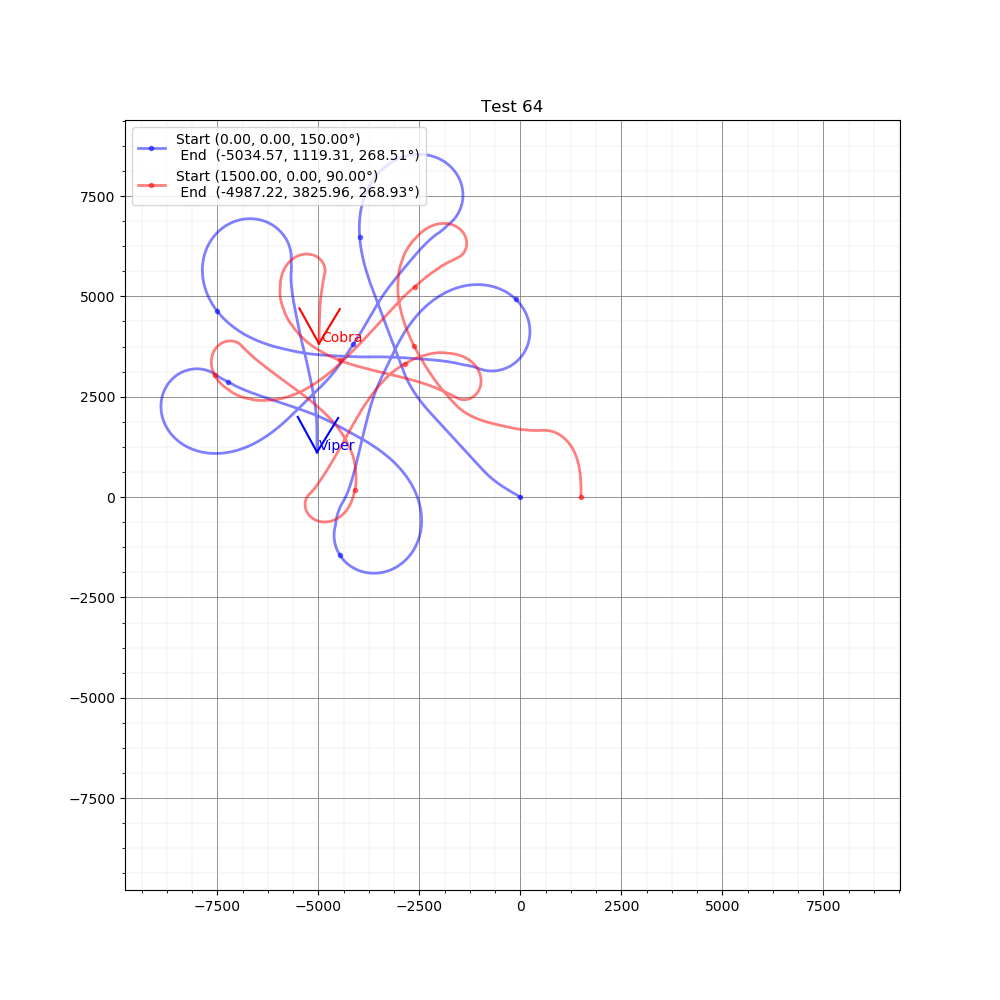 Test 64
Start (0.00, 0.00, 150.00°)
End (-5034.57, 1119.31, 268.51°)
Start (1500.00, 0.00, 90.00°)
End (-4987.22, 3825.96, 268.93°)
7500
5000
2500
0
−2500
−5000
−7500
Cobra
Viper
−7500 −5000 −2500 0 2500 5000 7500